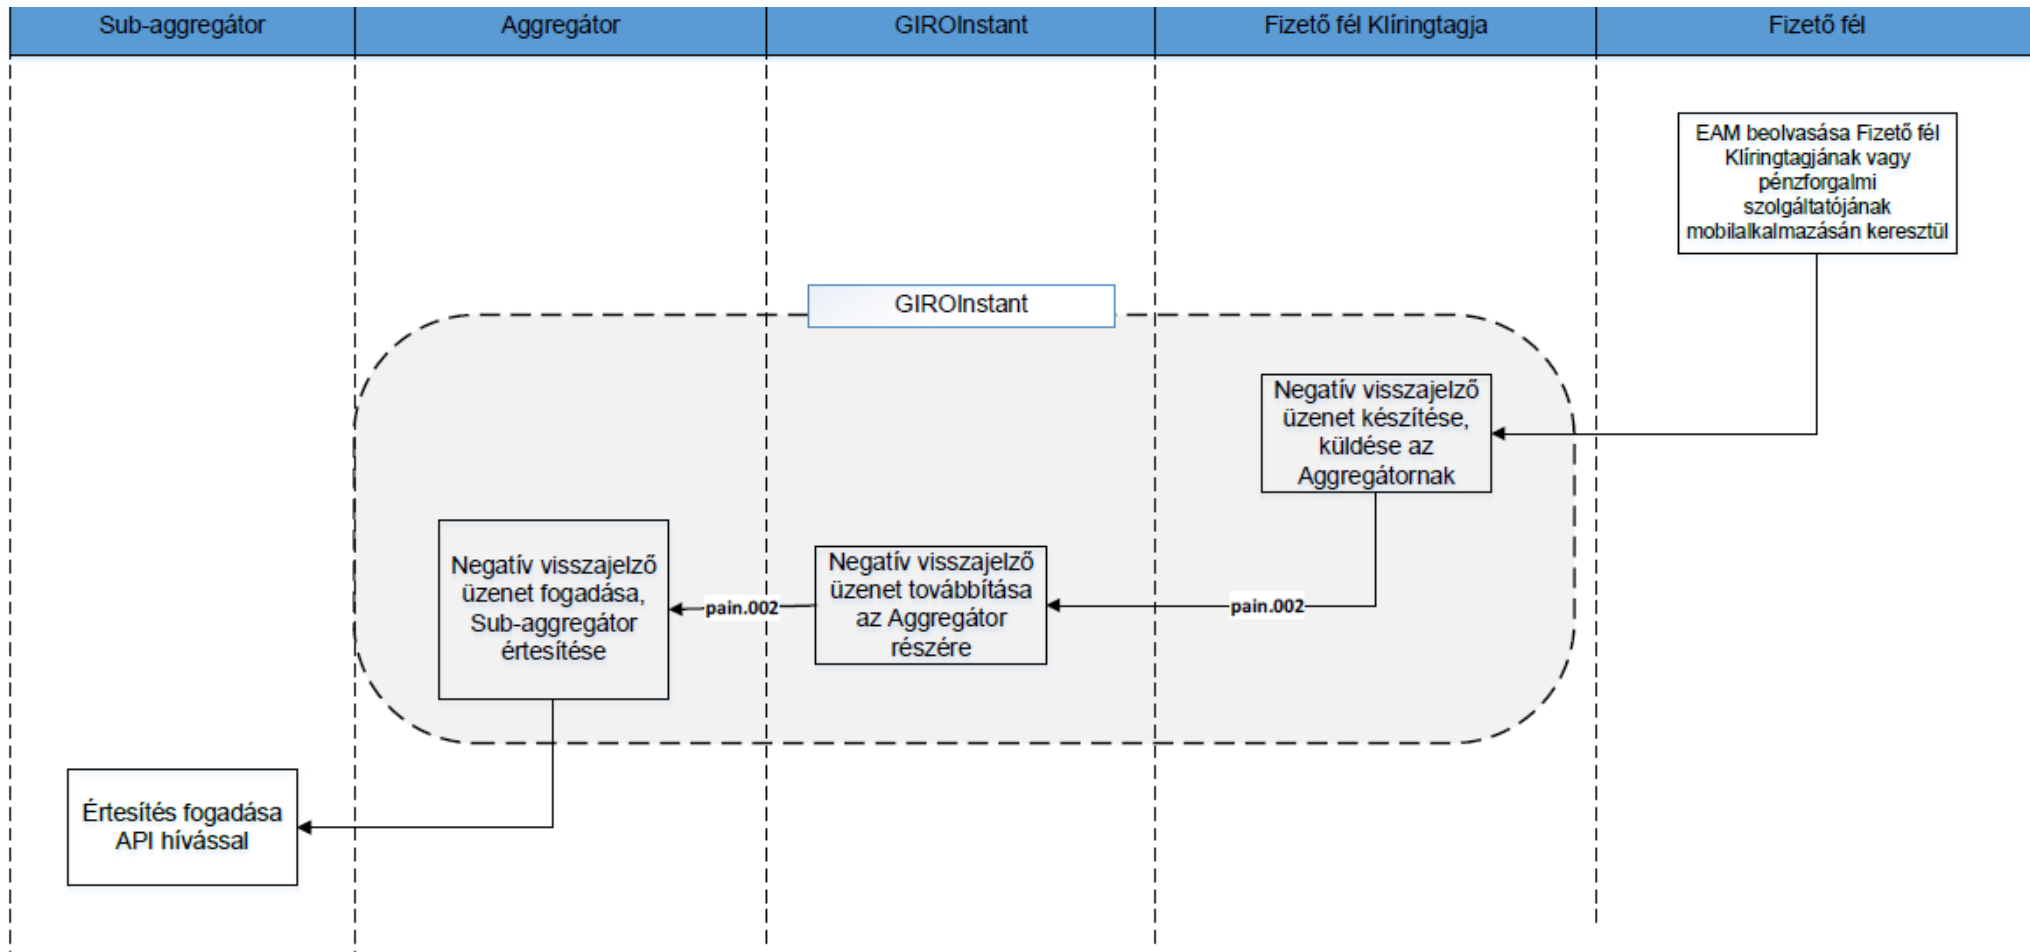 Sub-aggregátor
Aggregátor
GIROInstant
Fizető fél Klíringtagja
Fizető fél
EAM beolvasása Fizető fél
Klíringtagjának vagy
pénzforgalmi
szolgáltatójának
mobilalkalmazásán keresztül
GIROInstant
Negatív visszajelző
üzenet készítése,
küldése az
Aggregátornak
Negatív visszajelző
üzenet fogadása,
Sub-aggregátor
értesítése
pain.002
Negatív visszajelző
üzenet továbbítása
az Aggregátor
részére
pain.002
Értesítés fogadása
API hívással